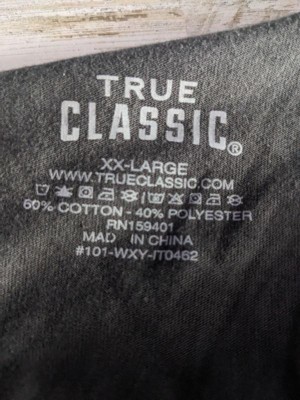 TRUE
CLASSIC®
XX-LARGE
WWW.TRUECLASSIC.COM
60% COTTON - 40% POLYESTER
RN159401
MAD IN CHINA
#101-WXY-IT0462